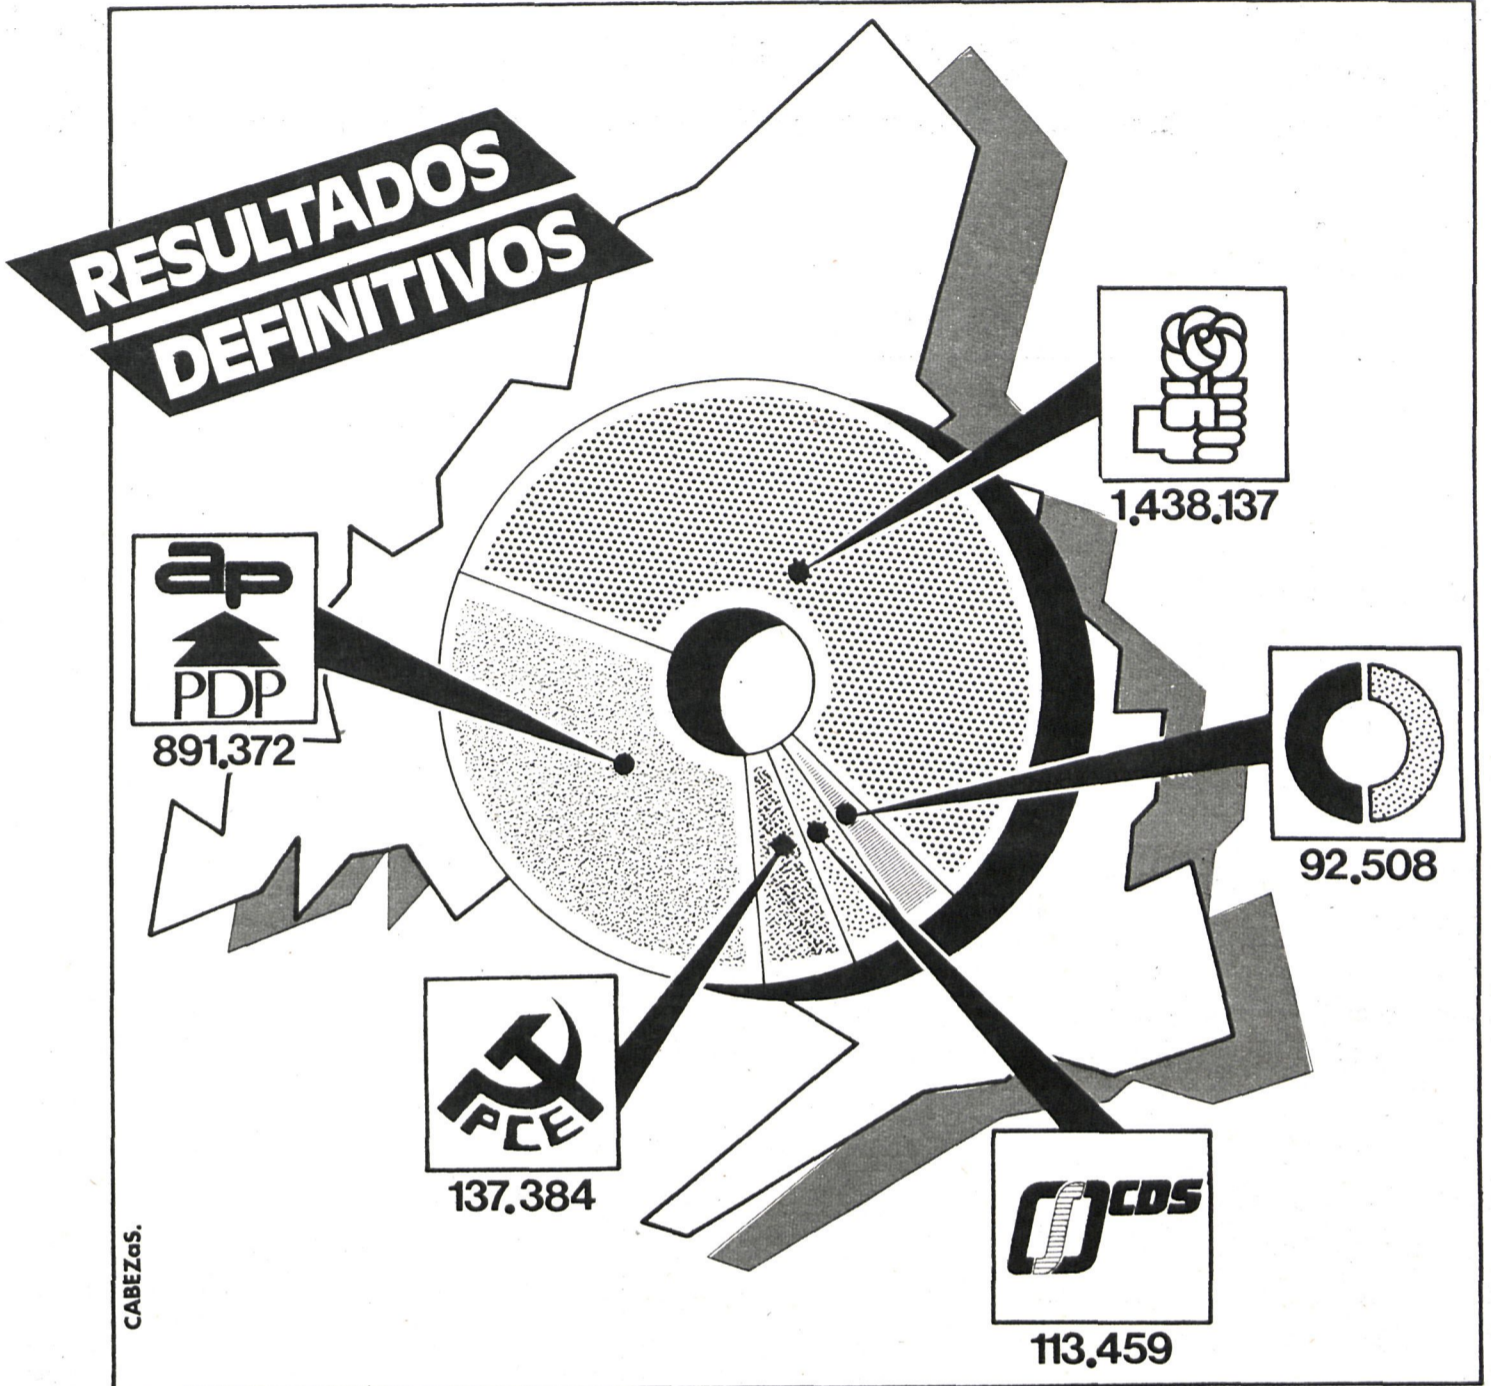 RESULTADOS
DEFINITIVOS
1.438.137
ap
PDP
891.372
92.508
PCE
137.384
CDS
113.459
CABEZaS.